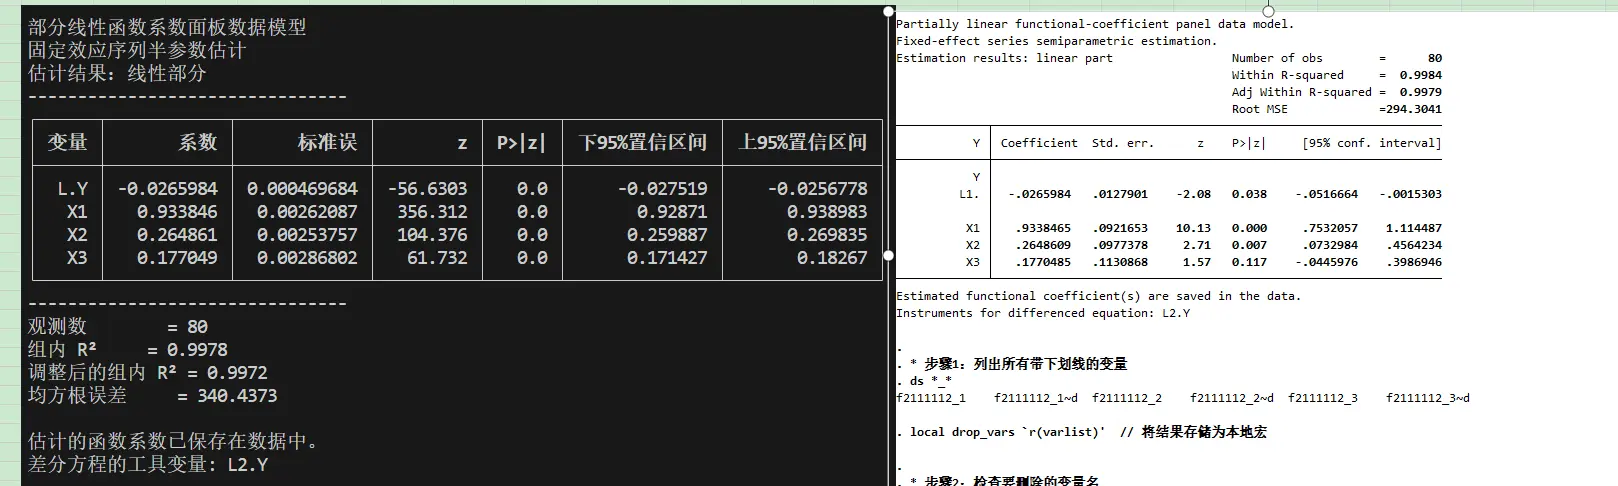 部分线性函数系数面板数据模型
固定效应序列半参数估计
估计结果: 线性部分
--------------------------------
变量 系数 标准误 z P>|z| 下95%置信区间 上95%置信区间
L.Y -0.0265984 0.000469684 -56.6303 0.0 -0.027519 -0.0256778
X1 0.933846 0.00262087 356.312 0.0 0.92871 0.938983
X2 0.264861 0.00253757 104.376 0.0 0.259887 0.269835
X3 0.177049 0.00286802 61.732 0.0 0.171427 0.18267
--------------------------------
观测数 = 80
组内 R² = 0.9978
调整后的组内 R² = 0.9972
均方根误差 = 340.4373
估计的函数系数已保存在数据中。
差分方程的工具变量: L2.Y
Partially linear functional-coefficient panel data model.
Fixed-effect series semiparametric estimation.
Estimation results: linear part Number of obs = 80
Within R-squared = 0.9984
Adj Within R-squared = 0.9979
Root MSE =294.3041
Y Coefficient Std. err. z P>|z| [95% conf. interval]
Y
L1. -.0265984 .0127901 -2.08 0.038 -.0516664 -.0015303
X1 .9338465 .0921653 10.13 0.000 .7532057 1.114487
X2 .2648609 .0977378 2.71 0.007 .0732984 .4564234
X3 .1770485 .1130868 1.57 0.117 -.0445976 .3986946
Estimated functional coefficient(s) are saved in the data.
Instruments for differenced equation: L2.Y
.
. * 步骤1: 列出所有带下划线的变量
. ds *_*
f2111112_1 f2111112_1~d f2111112_2 f2111112_2~d f2111112_3 f2111112_3~d
. local drop_vars `r(varlist)' // 将结果存储为本地宏
.
. * 步骤2: 检查要删除的变量名